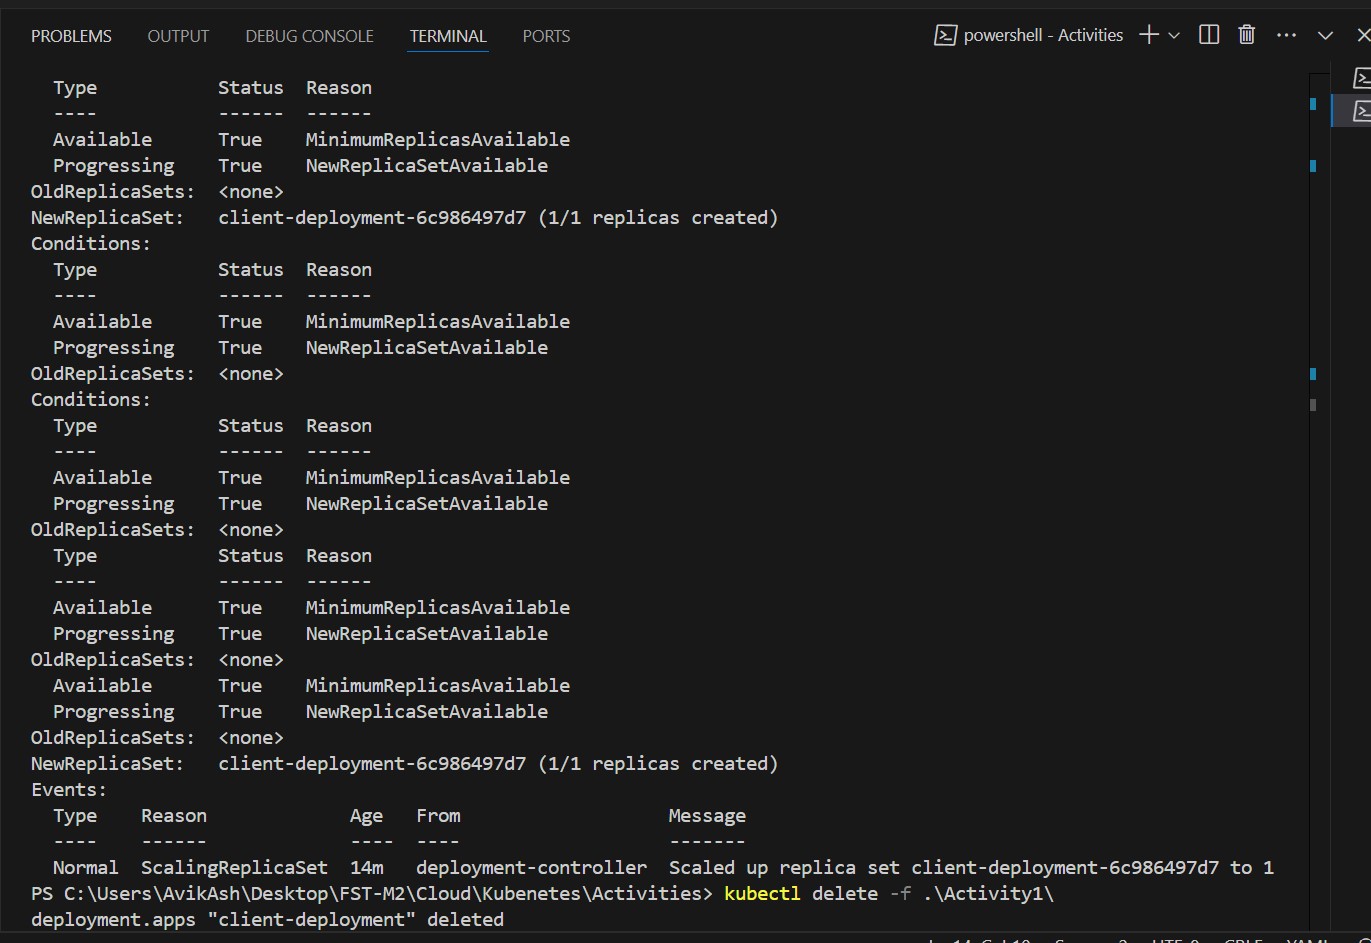 PROBLEMS OUTPUT DEBUG CONSOLE TERMINAL PORTS powershell - Activities
Type Status Reason
---- ------ ------
Available True MinimumReplicasAvailable
Progressing True NewReplicaSetAvailable
OldReplicaSets: <none>
NewReplicaSet: client-deployment-6c986497d7 (1/1 replicas created)
Conditions:
Type Status Reason
---- ------ ------
Available True MinimumReplicasAvailable
Progressing True NewReplicaSetAvailable
OldReplicaSets: <none>
Conditions:
Type Status Reason
---- ------ ------
Available True MinimumReplicasAvailable
Progressing True NewReplicaSetAvailable
OldReplicaSets: <none>
Type Status Reason
---- ------ ------
Available True MinimumReplicasAvailable
Progressing True NewReplicaSetAvailable
OldReplicaSets: <none>
Available True MinimumReplicasAvailable
Progressing True NewReplicaSetAvailable
OldReplicaSets: <none>
NewReplicaSet: client-deployment-6c986497d7 (1/1 replicas created)
Events:
Type Reason Age From Message
---- ------ ---- ---- -------
Normal ScalingReplicaSet 14m deployment-controller Scaled up replica set client-deployment-6c986497d7 to 1
PS C:\Users\AvikAsh\Desktop\FST-M2\Cloud\Kubenetes\Activities> kubectl delete -f .\Activity1\
deployment.apps "client-deployment" deleted